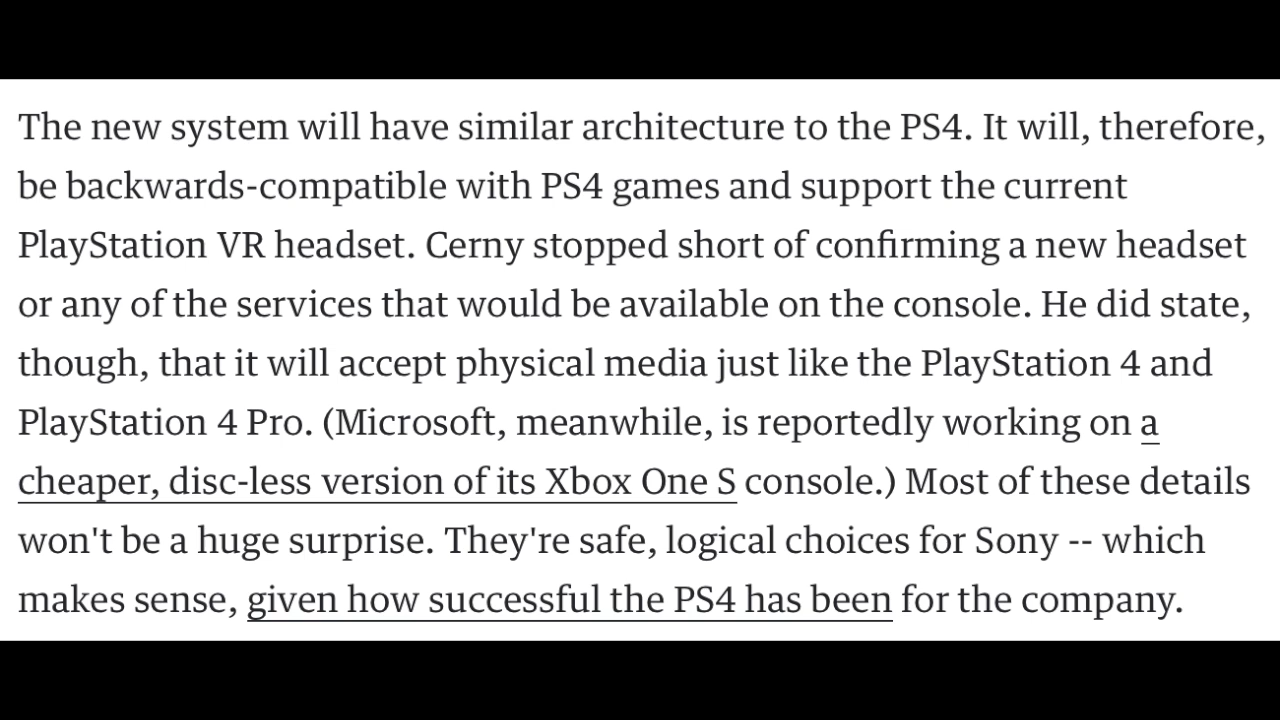 The new system will have similar architecture to the PS4. It will, therefore,
be backwards-compatible with PS4 games and support the current
PlayStation VR headset. Cerny stopped short of confirming a new headset
or any of the services that would be available on the console. He did state,
though, that it will accept physical media just like the PlayStation 4 and
PlayStation 4 Pro. (Microsoft, meanwhile, is reportedly working on a
cheaper, disc-less version of its Xbox One S console.) Most of these details
won't be a huge surprise. They're safe, logical choices for Sony -- which
makes sense, given how successful the PS4 has been for the company.